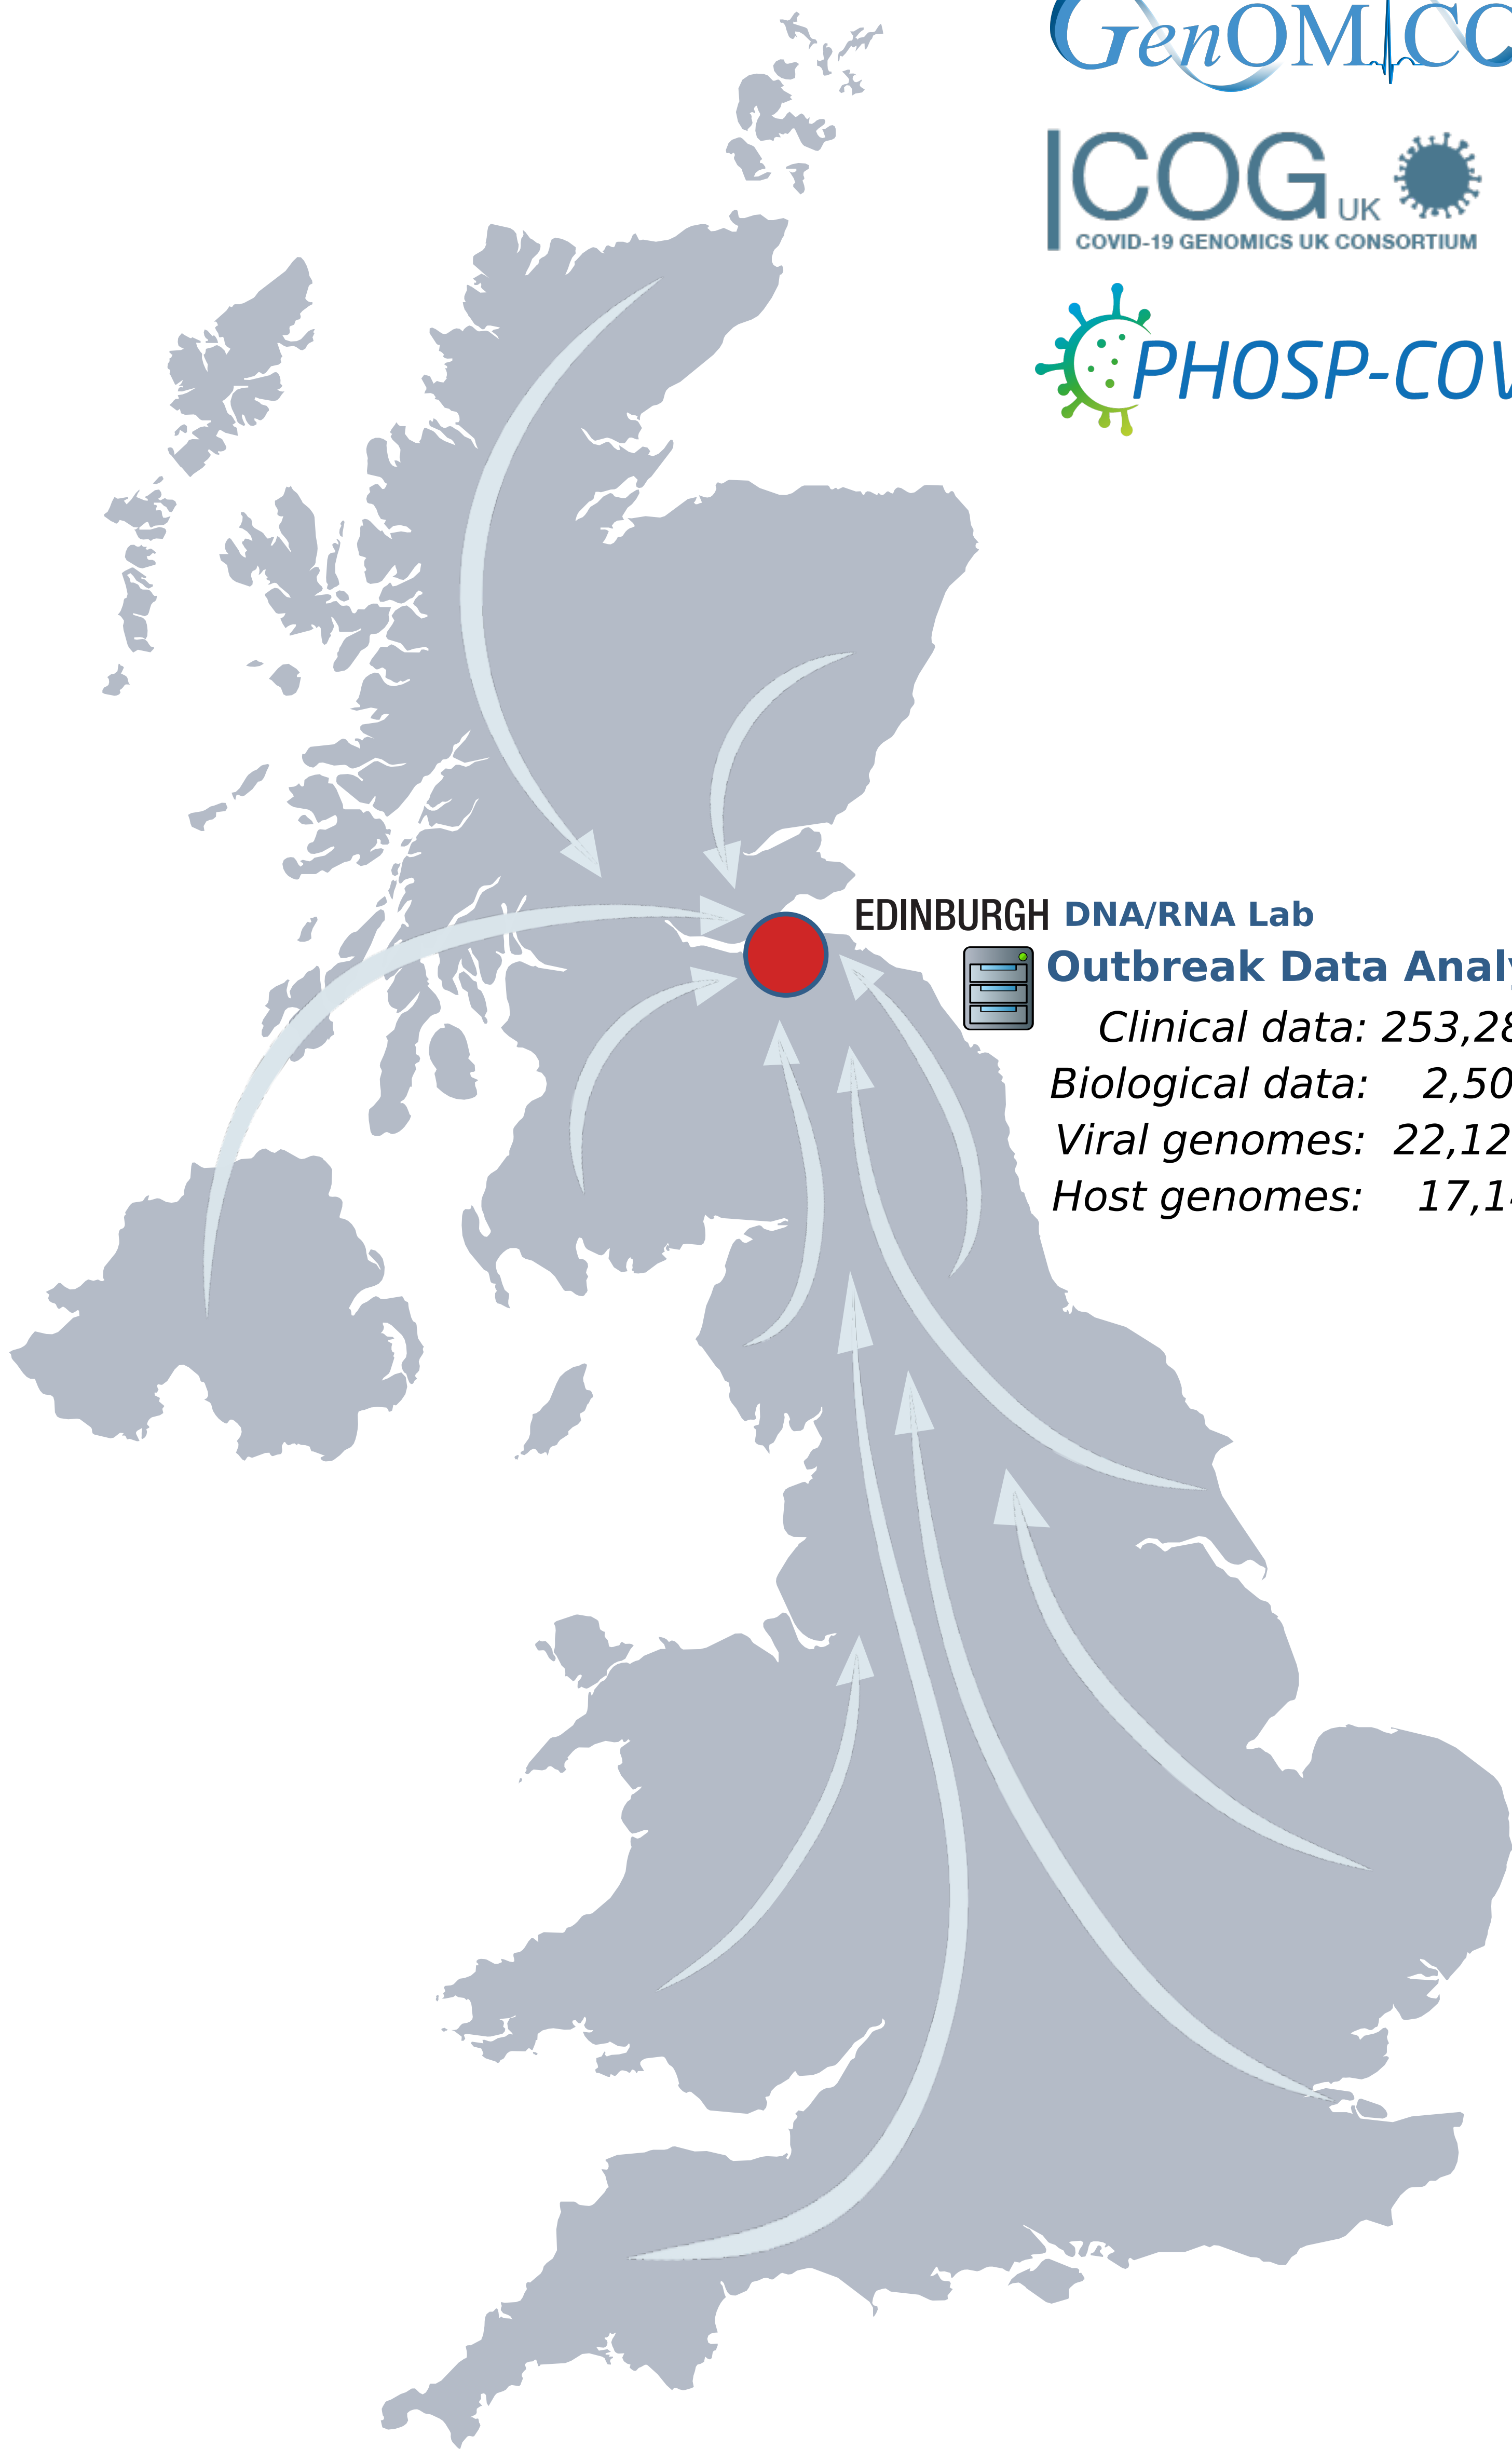 GenOMICC
COG UK
COVID-19 GENOMICS UK CONSORTIUM
PHOSP-COV
EDINBURGH DNA/RNA Lab
Outbreak Data Analy
Clinical data: 253,28
Biological data: 2,50
Viral genomes: 22,12
Host genomes: 17,14